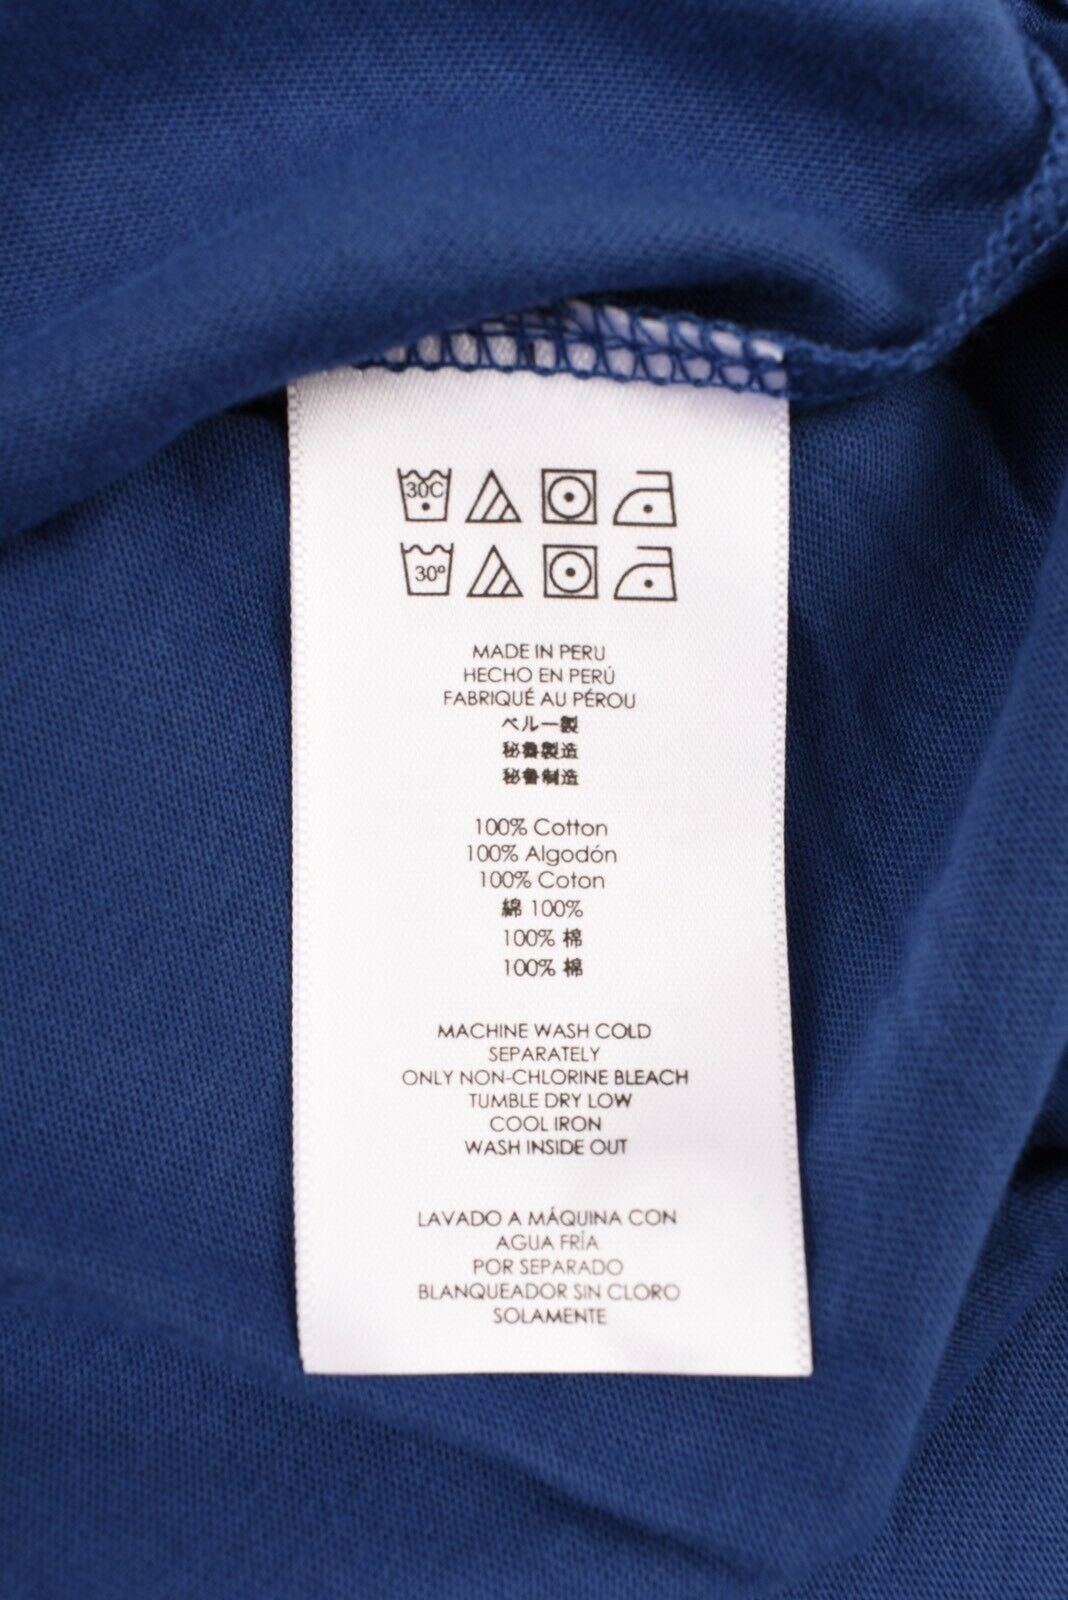 30C
30°
MADE IN PERU
HECHO EN PERÚ
FABRIQUÉ AU PÉROU
ペルー製
秘魯製造
秘鲁制造
100% Cotton
100% Algodón
100% Coton
綿 100%
100% 棉
100% 棉
MACHINE WASH COLD
SEPARATELY
ONLY NON-CHLORINE BLEACH
TUMBLE DRY LOW
COOL IRON
WASH INSIDE OUT
LAVADO A MÁQUINA CON
AGUA FRÍA
POR SEPARADO
BLANQUEADOR SIN CLORO
SOLAMENTE